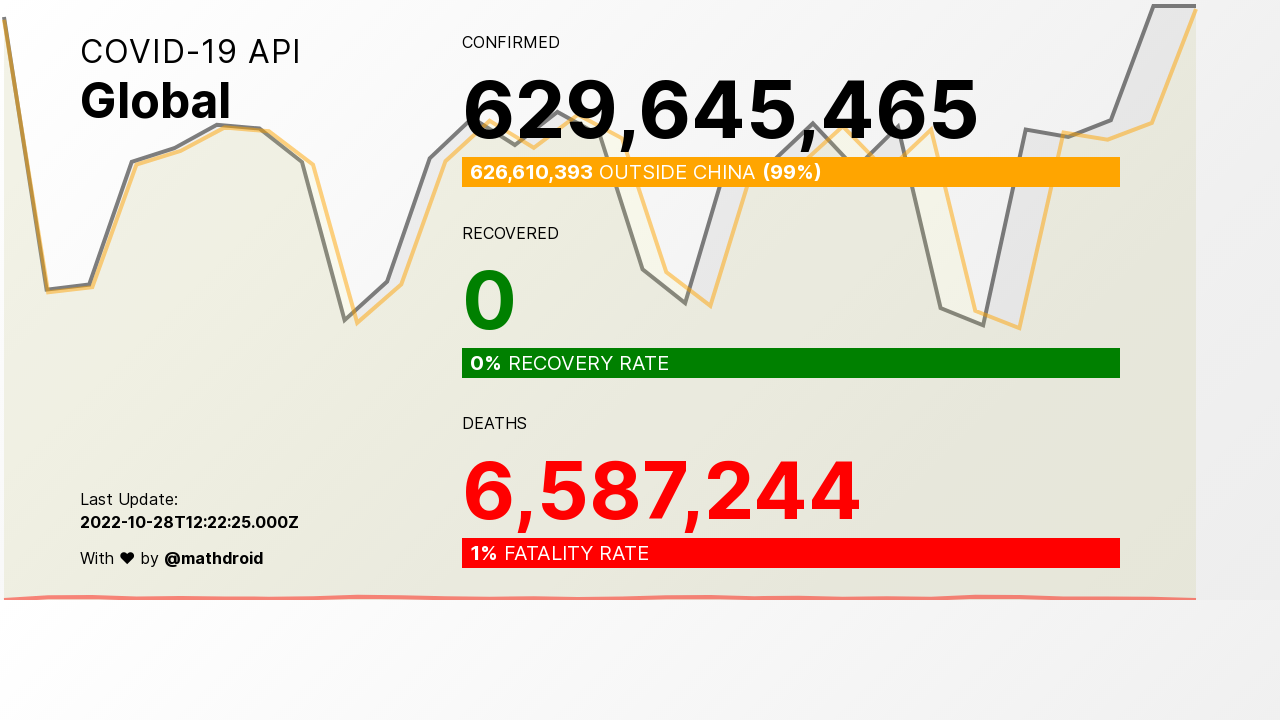 COVID-19 API
Global
CONFIRMED
629,645,465
626,610,393 OUTSIDE CHINA (99%)
RECOVERED
0
0% RECOVERY RATE
DEATHS
6,587,244
1% FATALITY RATE
Last Update:
2022-10-28T12:22:25.000Z
With ♥ by @mathdroid